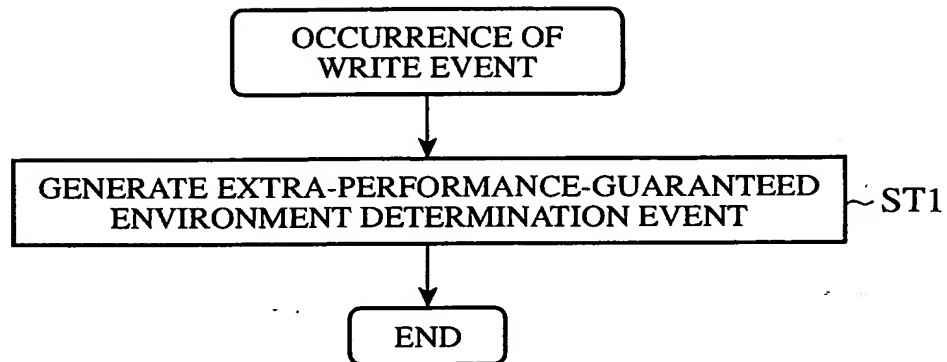 OCCURRENCE OF
WRITE EVENT
GENERATE EXTRA-PERFORMANCE-GUARANTEED
ENVIRONMENT DETERMINATION EVENT
ST1
END